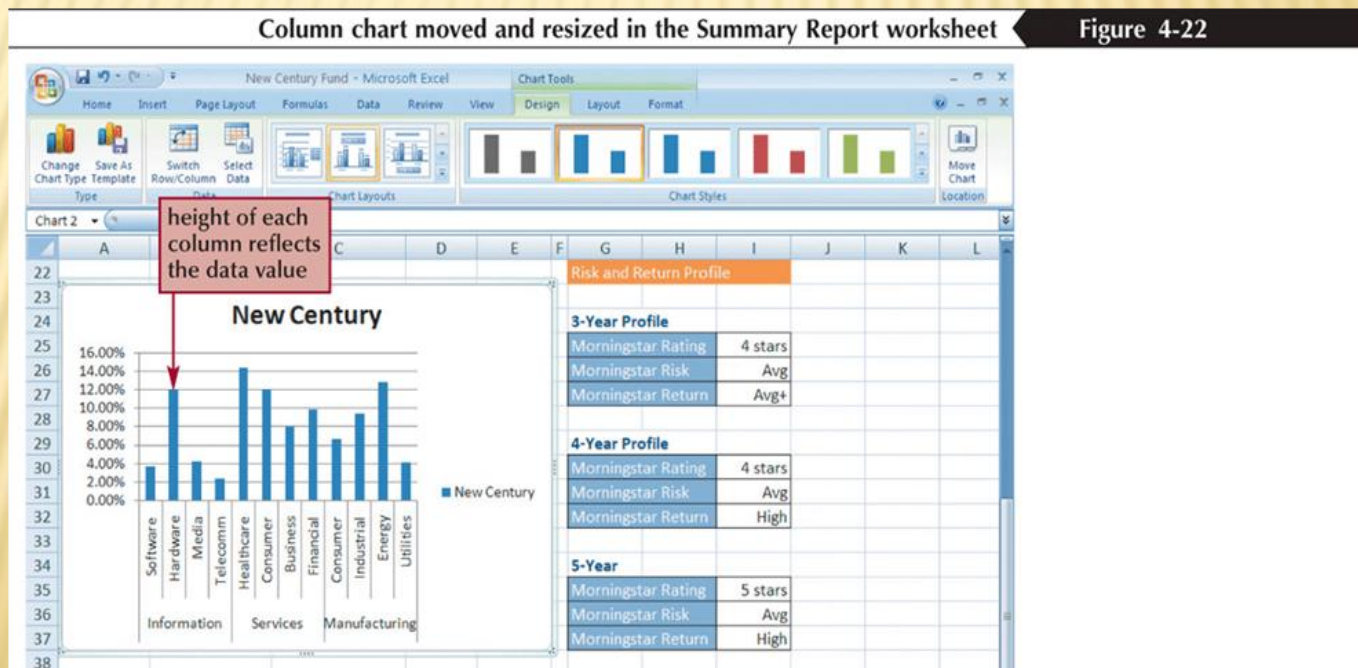 Column chart moved and resized in the Summary Report worksheet
Figure 4-22
New Century Fund - Microsoft Excel
Chart Tools
Home Insert Page Layout Formulas Data Review View Design Layout Format
Change Chart Type
Save As Template
Switch Row/Column
Select Data
Move Chart
Type
Data
Chart Layouts
Chart Styles
Location
Chart 2
height of each
column reflects
the data value
A C D E F G H I J K L
22 Risk and Return Profile
23
24 3-Year Profile
25 Morningstar Rating 4 stars
26 Morningstar Risk Avg
27 Morningstar Return Avg+
28
29 4-Year Profile
30 Morningstar Rating 4 stars
31 Morningstar Risk Avg
32 Morningstar Return High
33
34 5-Year
35 Morningstar Rating 5 stars
36 Morningstar Risk Avg
37 Morningstar Return High
38
New Century
16.00%
14.00%
12.00%
10.00%
8.00%
6.00%
4.00%
2.00%
0.00%
New Century
Software
Hardware
Media
Telecomm
Healthcare
Consumer
Business
Financial
Consumer
Industrial
Energy
Utilities
Information Services Manufacturing